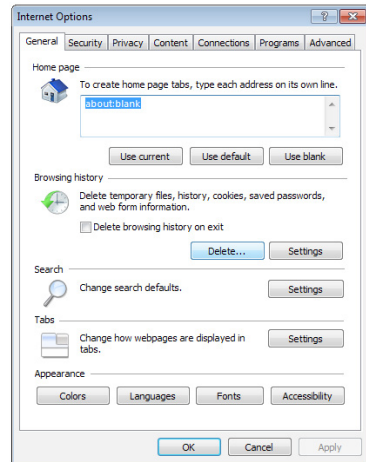 Internet Options
General Security Privacy Content Connections Programs Advanced
Home page
To create home page tabs, type each address on its own line.
about:blank
Use current Use default Use blank
Browsing history
Delete temporary files, history, cookies, saved passwords,
and web form information.
Delete browsing history on exit
Delete... Settings
Search
Change search defaults. Settings
Tabs
Change how webpages are displayed in Settings
tabs.
Appearance
Colors Languages Fonts Accessibility
OK Cancel Apply